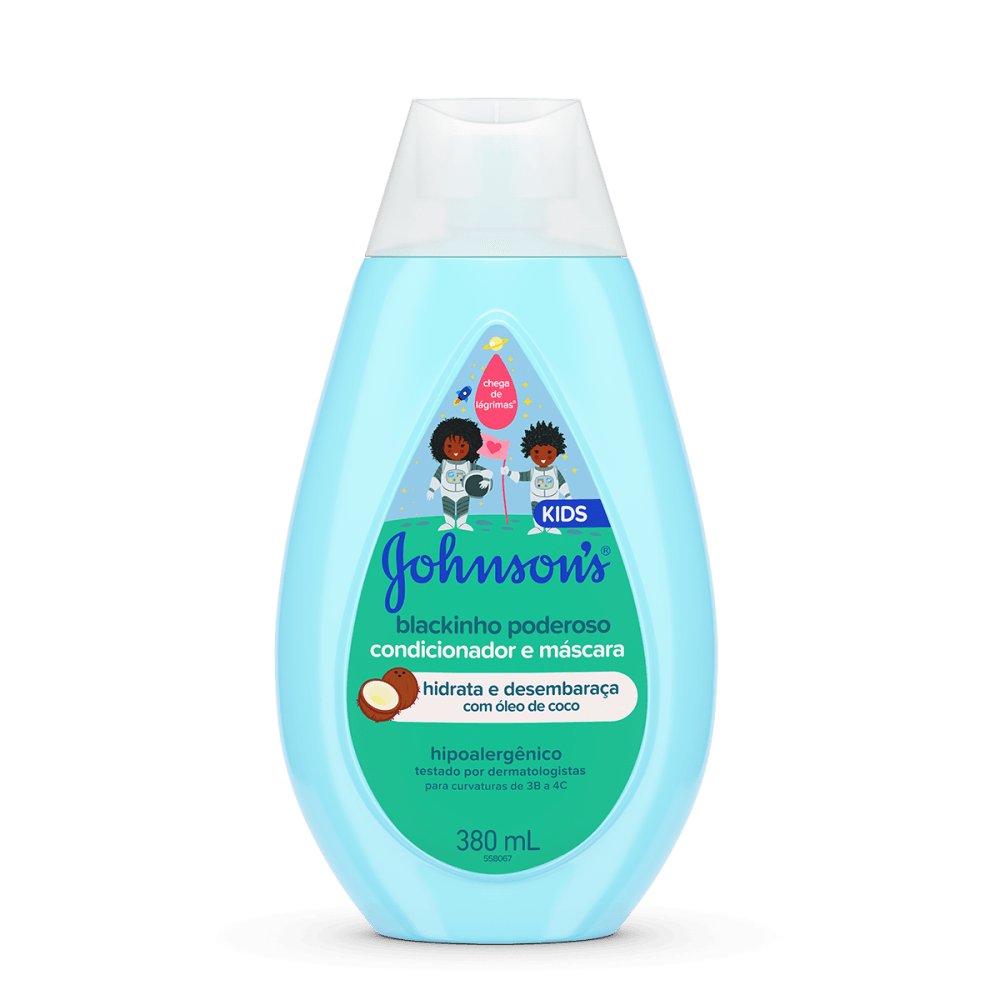 chega
de
lágrimas®
KIDS
Johnson's®
blackinho poderoso
condicionador e máscara
hidrata e desembaraça
com óleo de coco
hipoalergênico
testado por dermatologistas
para curvaturas de 3B a 4C
380 mL
558067